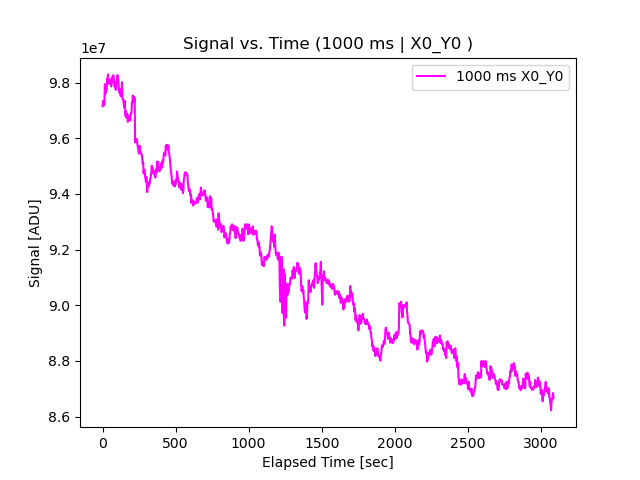 Signal vs. Time (1000 ms | X0_Y0 )
1e7
1000 ms X0_Y0
9.8
9.6
9.4
9.2
9.0
8.8
8.6
Signal [ADU]
0 500 1000 1500 2000 2500 3000
Elapsed Time [sec]